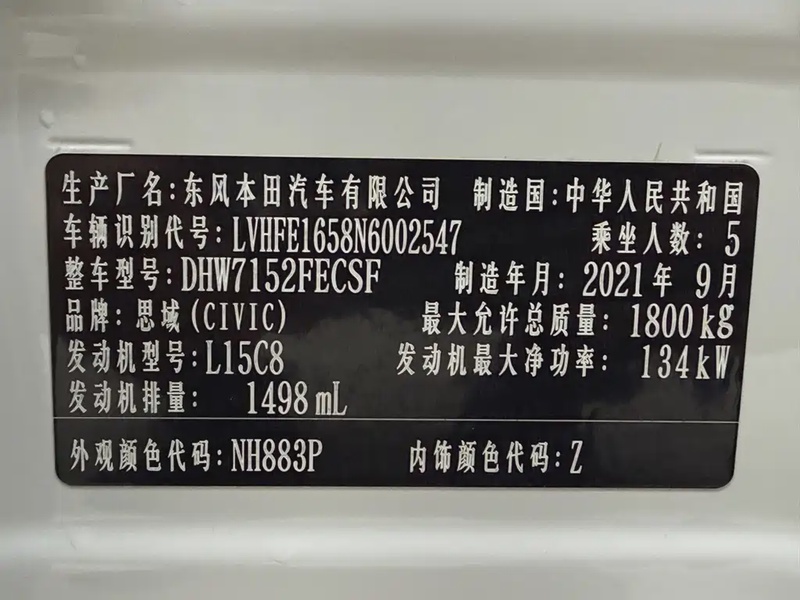 生产厂名:东风本田汽车有限公司 制造国:中华人民共和国
车辆识别代号:LVHFE1658N6002547 乘坐人数:5
整车型号:DHW7152FECSF 制造年月:2021年 9月
品牌:思域(CIVIC) 最大允许总质量:1800kg
发动机型号:L15C8 发动机最大净功率:134kW
发动机排量:1498mL
外观颜色代码:NH883P 内饰颜色代码:Z